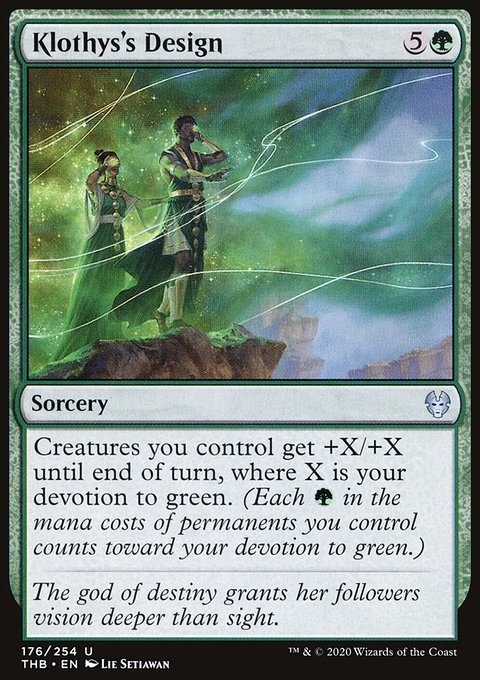 Klothys's Design 5
Sorcery
Creatures you control get +X/+X
until end of turn, where X is your
devotion to green. (Each in the
mana costs of permanents you control
counts toward your devotion to green.)
The god of destiny grants her followers
vision deeper than sight.
176/254 U
THB • EN Lie Setiawan
™ & © 2020 Wizards of the Coast